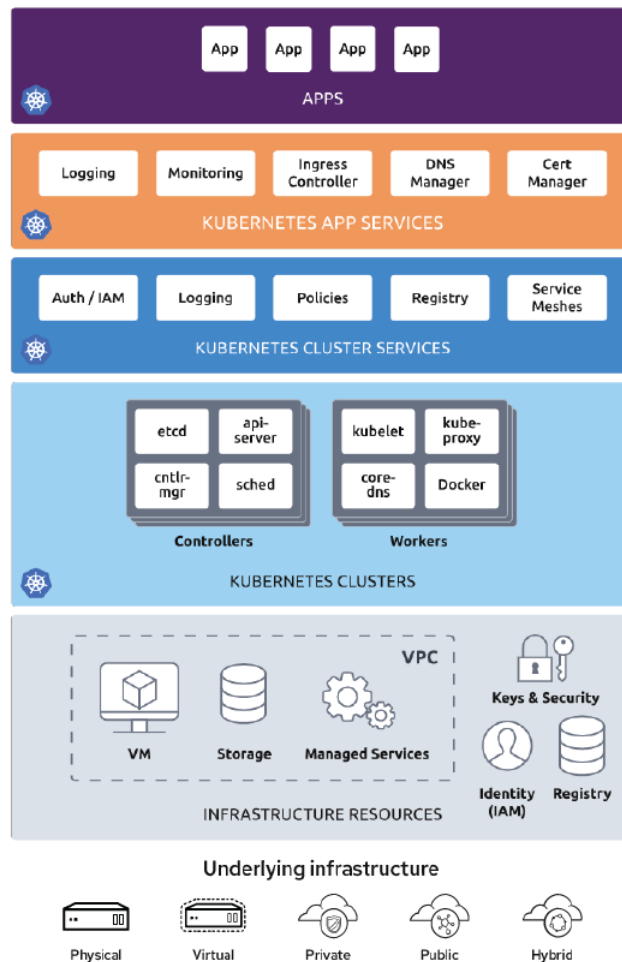 App App App App
APPS
Logging Monitoring Ingress Controller DNS Manager Cert Manager
KUBERNETES APP SERVICES
Auth / IAM Logging Policies Registry Service Meshes
KUBERNETES CLUSTER SERVICES
etcd api-server kubelet kube-proxy
cntlr-mgr sched core-dns Docker
Controllers Workers
KUBERNETES CLUSTERS
VPC
VM Storage Managed Services
Keys & Security
Identity (IAM) Registry
INFRASTRUCTURE RESOURCES
Underlying infrastructure
Physical Virtual Private Public Hybrid